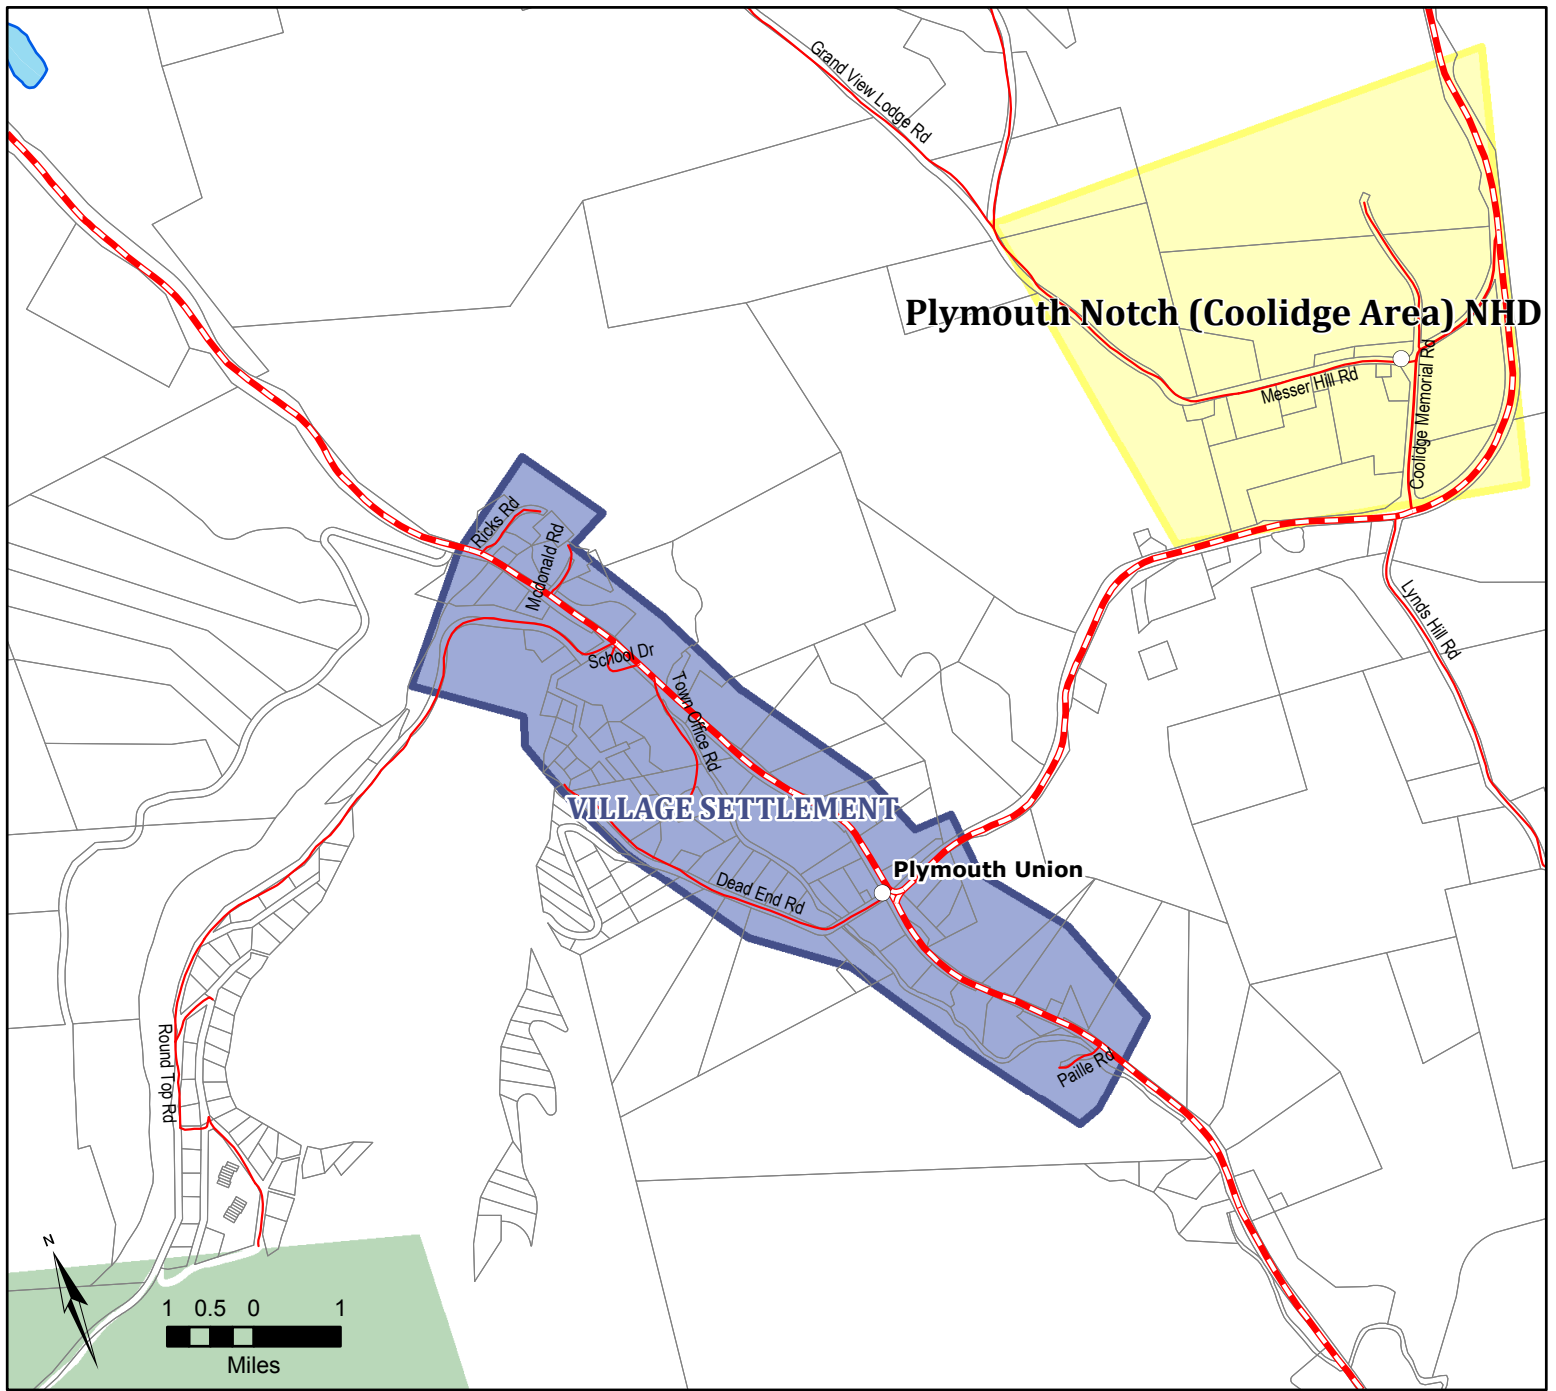 Grand View Lodge Rd
Plymouth Notch (Coolidge Area) NHD
Messer Hill Rd
Coolidge Memorial Rd
Ricks Rd
Mcdonald Rd
Lynds Hill Rd
School Dr
Town Office Rd
VILLAGE SETTLEMENT
Plymouth Union
Dead End Rd
Paille Rd
Round Top Rd
N
1 0.5 0 1
Miles